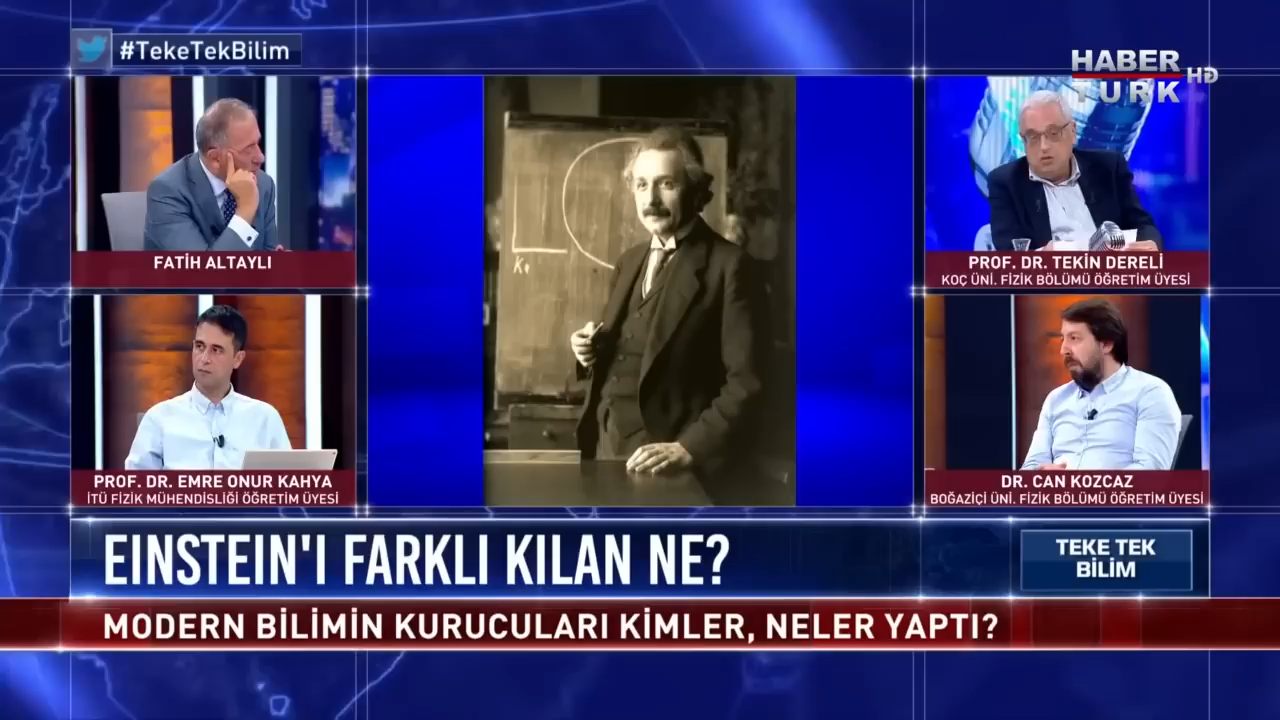 #TekeTekBilim
HABER
TURK HD
FATİH ALTAYLI
PROF. DR. TEKİN DERELİ
KOÇ ÜNİ. FİZİK BÖLÜMÜ ÖĞRETİM ÜYESİ
PROF. DR. EMRE ONUR KAHYA
İTÜ FİZİK MÜHENDİSLİĞİ ÖĞRETİM ÜYESİ
DR. CAN KOZCAZ
BOĞAZİÇİ ÜNİ. FİZİK BÖLÜMÜ ÖĞRETİM ÜYESİ
EINSTEIN'I FARKLI KILAN NE?
TEKE TEK
BİLİM
MODERN BİLİMİN KURUCULARI KİMLER, NELER YAPTI?